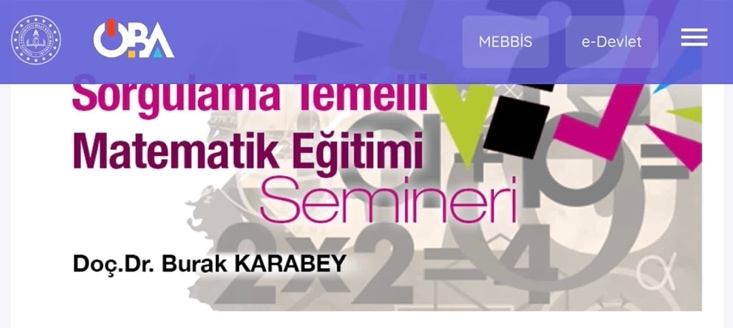 ÖBA
MEBBİS
e-Devlet
Sorgulama Temelli
Matematik Eğitimi
Semineri
Doç.Dr. Burak KARABEY
a+b=
2x2=4
α